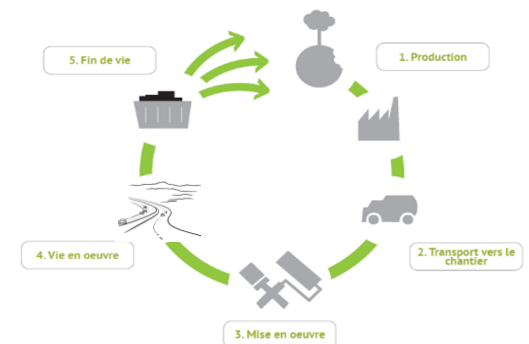 1. Production
2. Transport vers le
chantier
3. Mise en oeuvre
4. Vie en oeuvre
5. Fin de vie